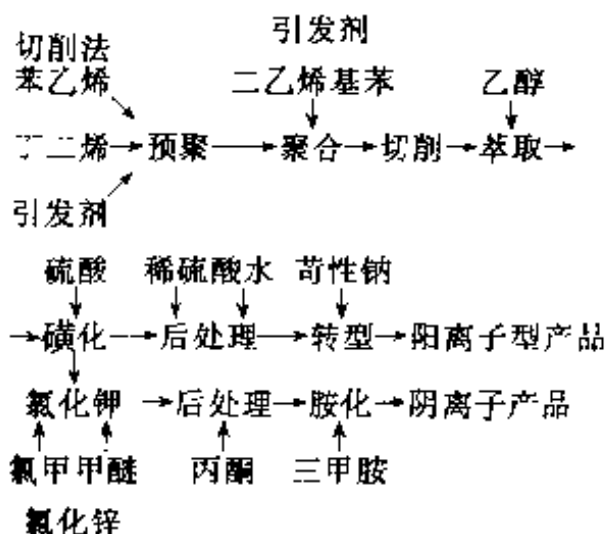 引发剂
切削法
苯乙烯 二乙烯基苯 乙醇
丁二烯→预聚→聚合→切削→萃取→
引发剂
硫酸 稀硫酸水 苛性钠
→磺化→后处理→转型→阳离子型产品
氯化钾→后处理→胺化→阴离子产品
氯甲甲醚 丙酮 三甲胺
氯化锌